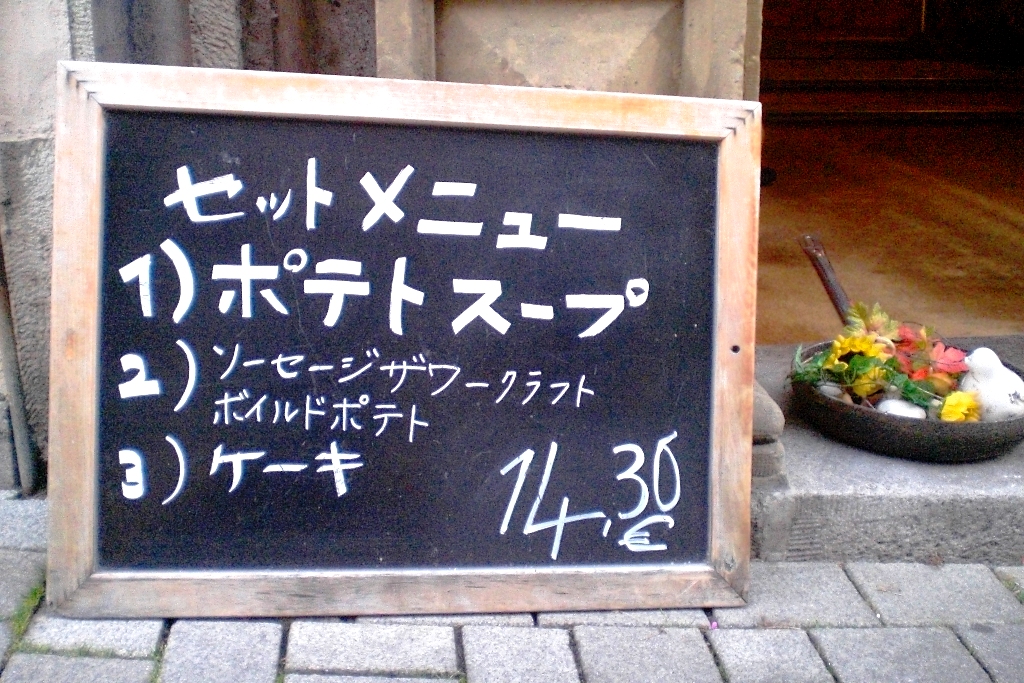 セットメニュー
1) ポテトスープ
2) ソーセージザワークラフト
ボイルドポテト
3) ケーキ
14,30 €